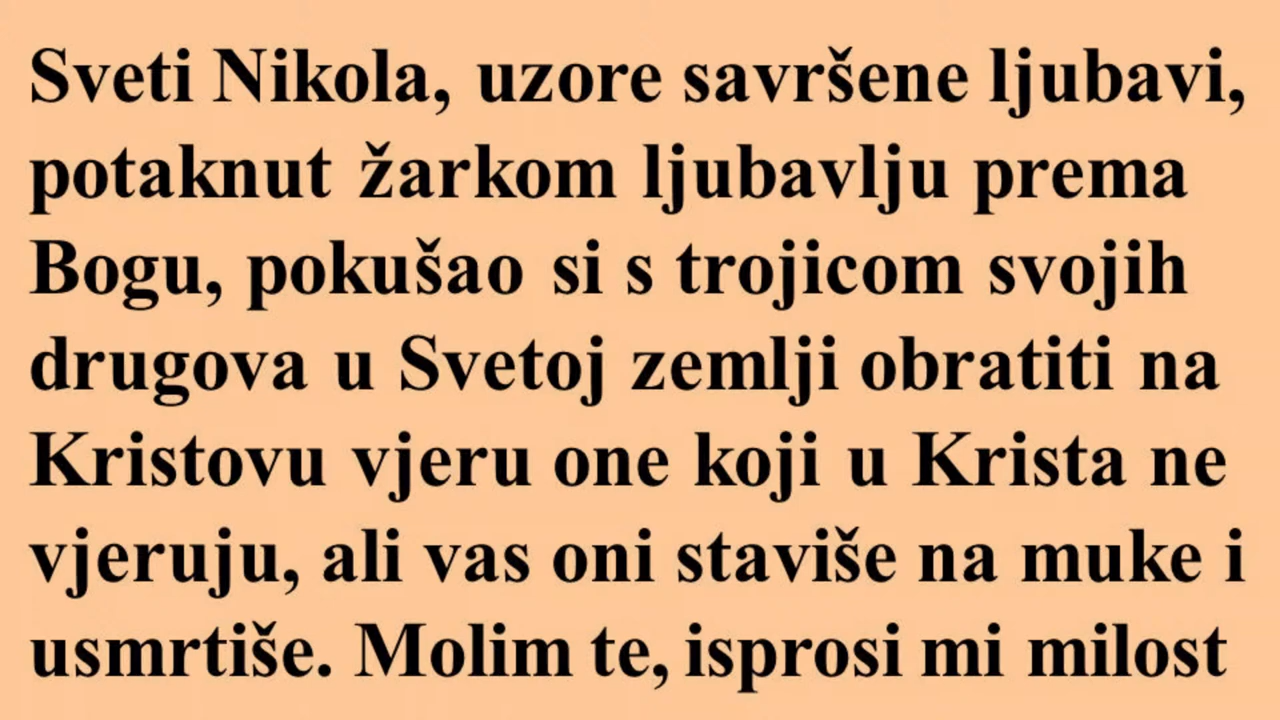 Sveti Nikola, uzore savršene ljubavi,
potaknut žarkom ljubavlju prema
Bogu, pokušao si s trojicom svojih
drugova u Svetoj zemlji obratiti na
Kristovu vjeru one koji u Krista ne
vjeruju, ali vas oni staviše na muke i
usmrtiše. Molim te, isprosi mi milost